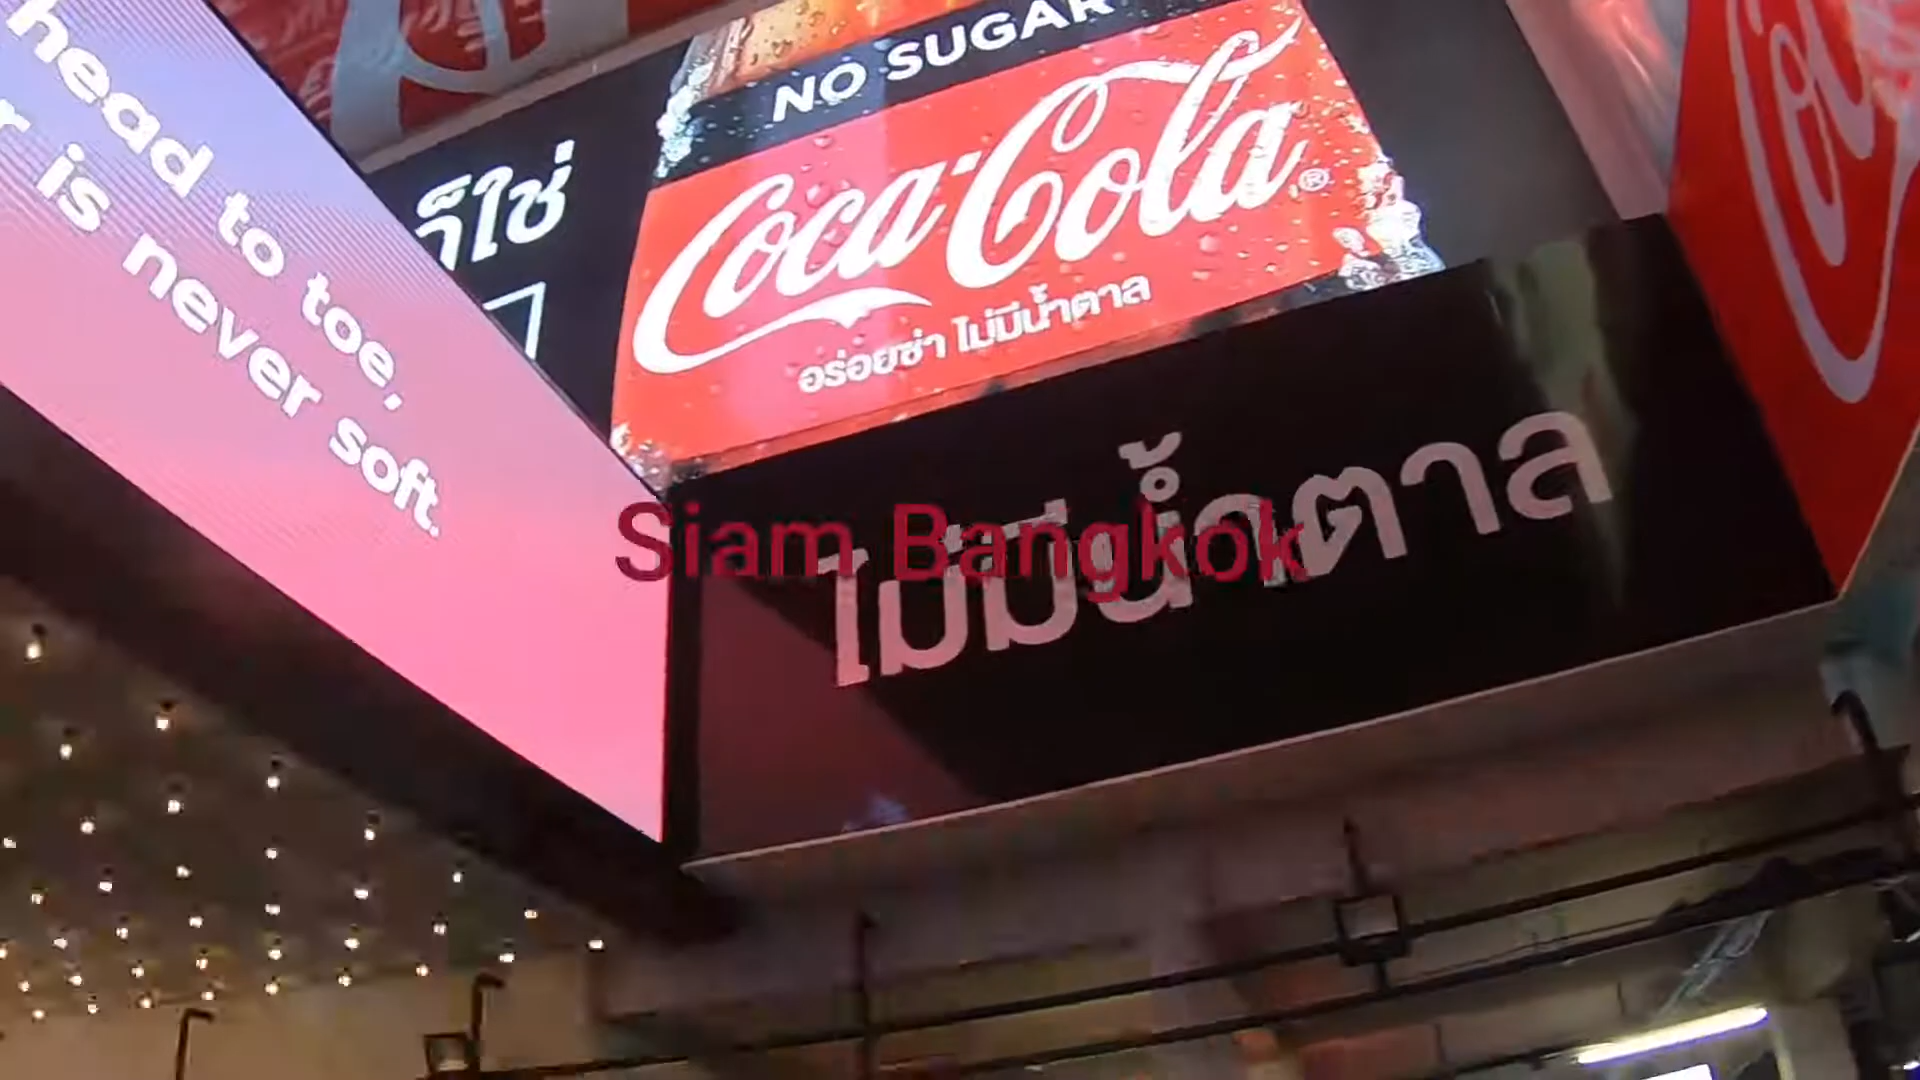 head to toe,
is never soft.
ก็ใช่
NO SUGAR
Coca-Cola®
อร่อยซ่า ไม่มีน้ำตาล
ไม่มีน้ำตาล
Siam Bangkok